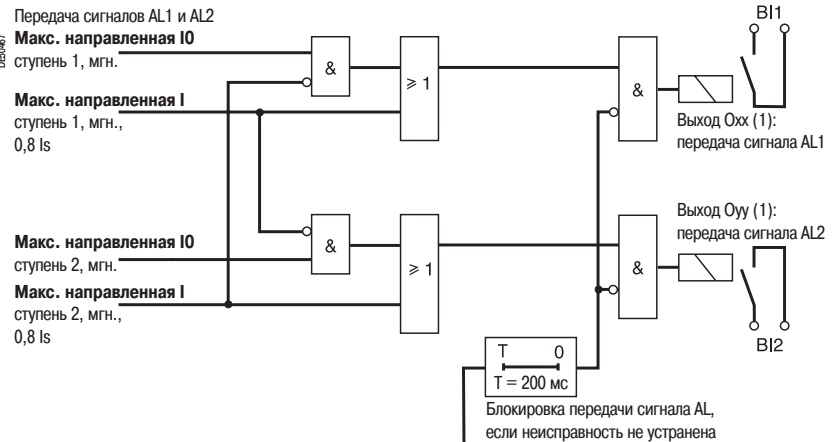 Передача сигналов AL1 и AL2
Макс. направленная I0
ступень 1, мгн.
Макс. направленная I
ступень 1, мгн.,
0,8 Is
&
≥ 1
&
BI1
Выход Oxx (1):
передача сигнала AL1
Макс. направленная I0
ступень 2, мгн.
Макс. направленная I
ступень 2, мгн.,
0,8 Is
&
≥ 1
&
Выход Oyy (1):
передача сигнала AL2
BI2
T 0
T = 200 мс
Блокировка передачи сигнала AL,
если неисправность не устранена